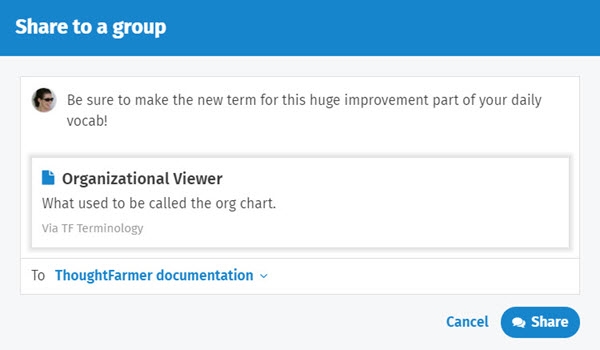 Share to a group
Be sure to make the new term for this huge improvement part of your daily
vocab!
Organizational Viewer
What used to be called the org chart.
Via TF Terminology
To ThoughtFarmer documentation
Cancel Share